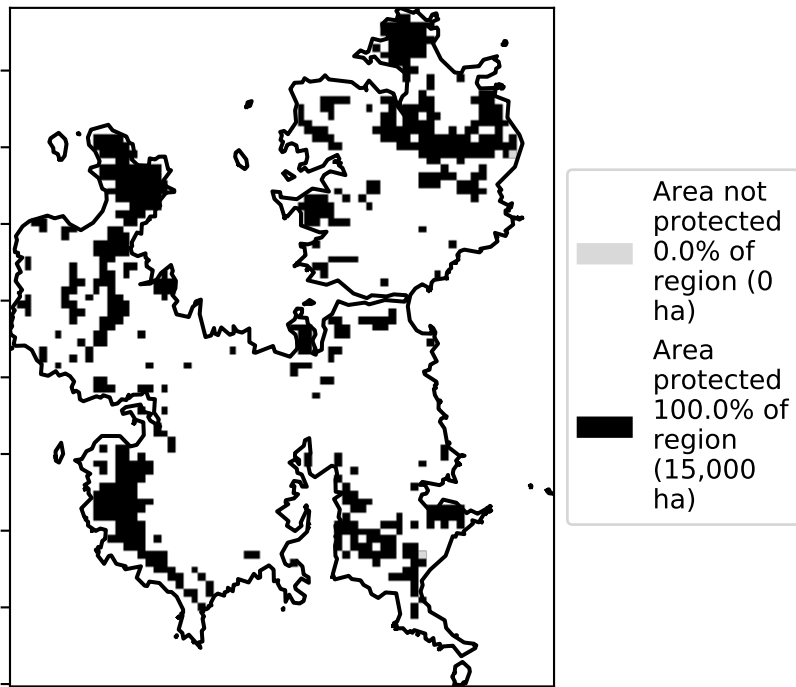 Area not
protected
0.0% of
region (0
ha)
Area
protected
100.0% of
region
(15,000
ha)